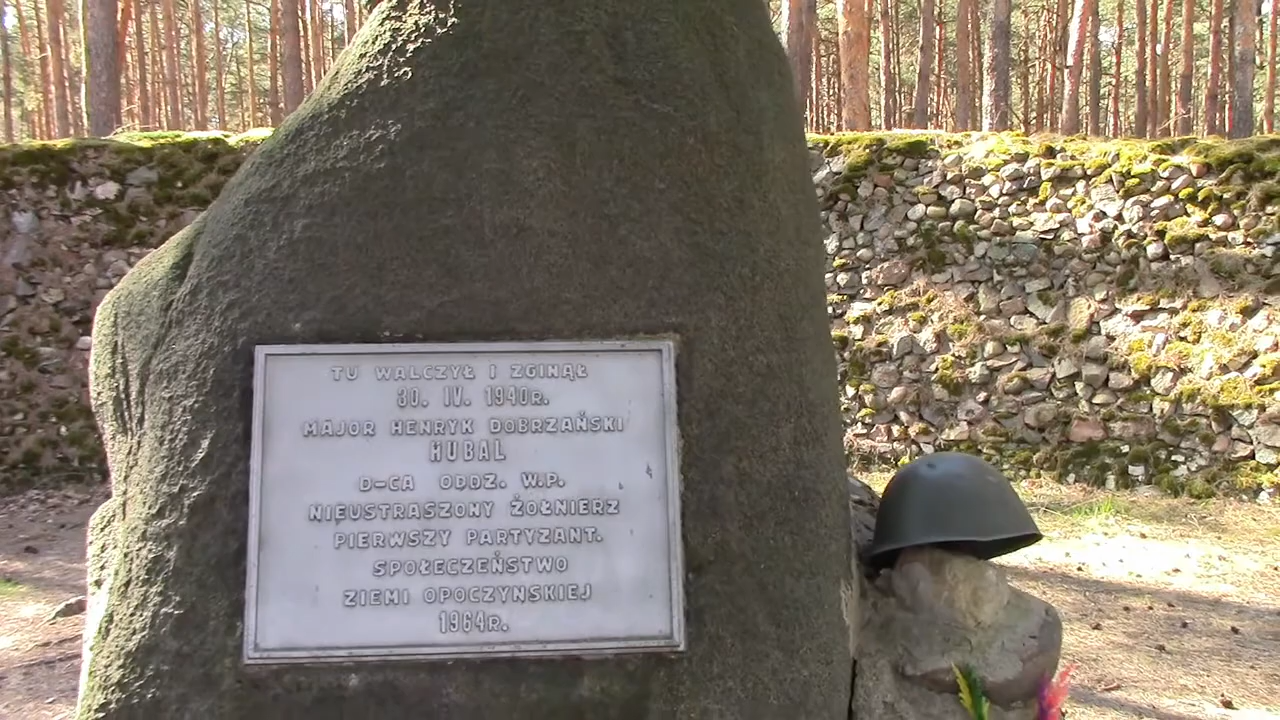 TU WALCZYŁ I ZGINĄŁ
30. IV. 1940R.
MAJOR HENRYK DOBRZAŃSKI
HUBAL
D-CA ODDZ. W.P.
NIEUSTRASZONY ŻOŁNIERZ
PIERWSZY PARTYZANT.
SPOŁECZEŃSTWO
ZIEMI OPOCZYŃSKIEJ
1964R.